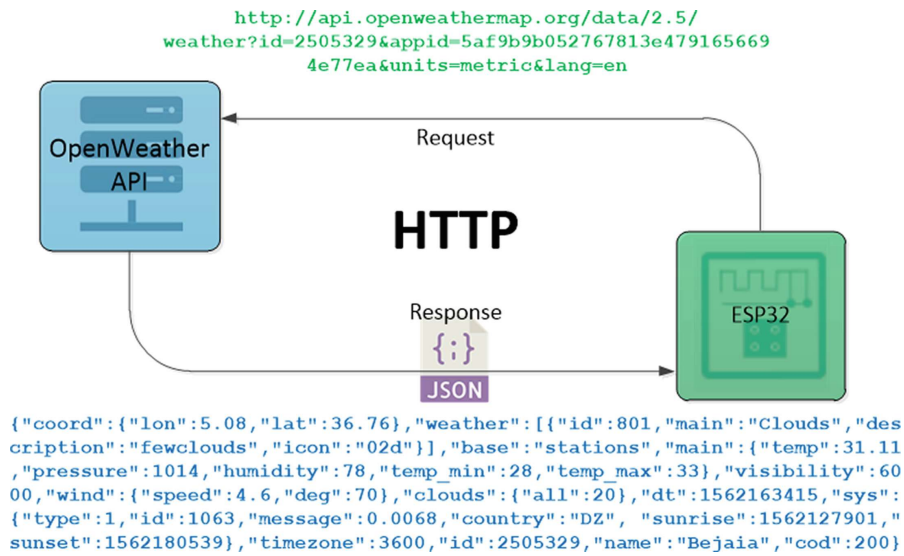 http://api.openweathermap.org/data/2.5/
weather?id=2505329&appid=5af9b9b052767813e479165669
4e77ea&units=metric&lang=en
OpenWeather
API
Request
HTTP
Response
ESP32
{;}
JSON
{"coord":{"lon":5.08,"lat":36.76},"weather":[{"id":801,"main":"Clouds","des
cription":"fewclouds","icon":"02d"}],"base":"stations","main":{"temp":31.11
,"pressure":1014,"humidity":78,"temp_min":28,"temp_max":33},"visibility":60
00,"wind":{"speed":4.6,"deg":70},"clouds":{"all":20},"dt":1562163415,"sys":
{"type":1,"id":1063,"message":0.0068,"country":"DZ", "sunrise":1562127901,"
sunset":1562180539},"timezone":3600,"id":2505329,"name":"Bejaia","cod":200}